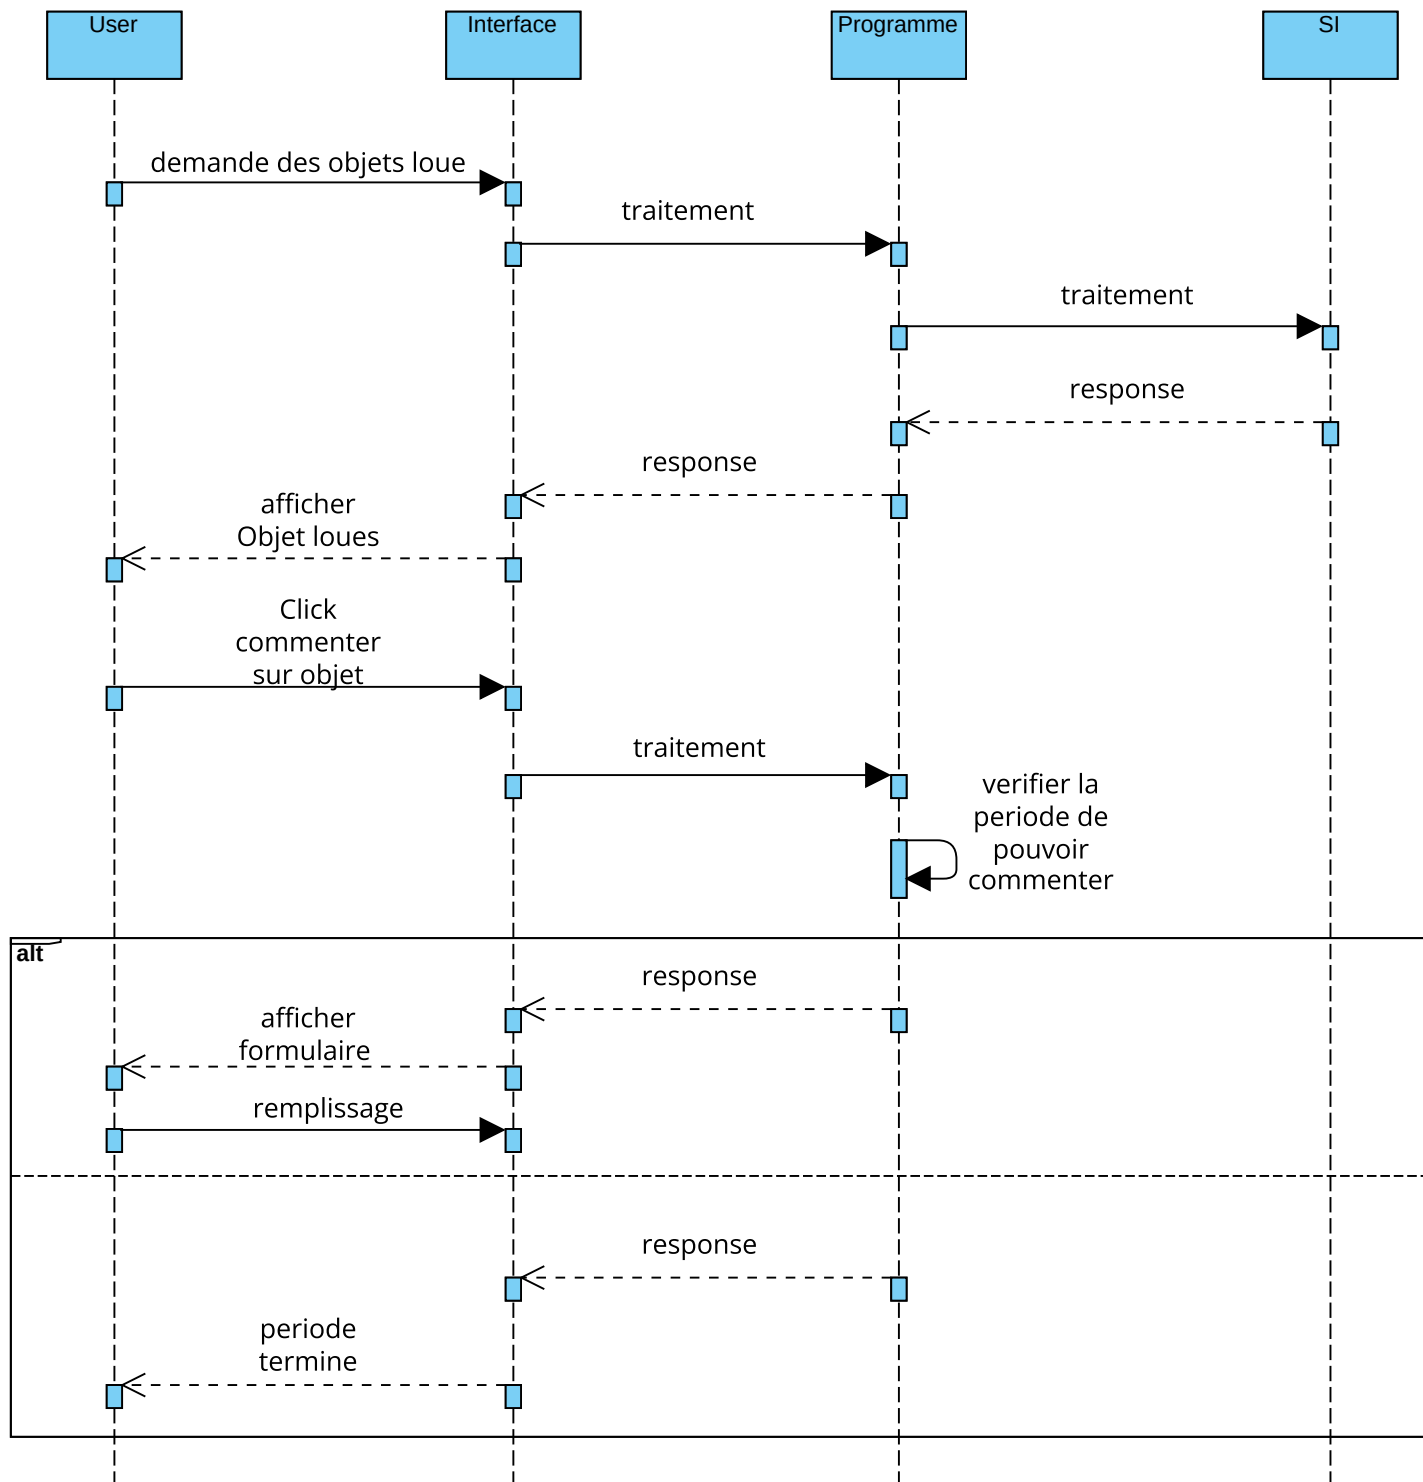 User
Interface
Programme
SI
demande des objets loue
traitement
traitement
response
response
afficher
Objet loues
Click
commenter
sur objet
traitement
verifier la
periode de
pouvoir
commenter
alt
response
afficher
formulaire
remplissage
response
periode
termine